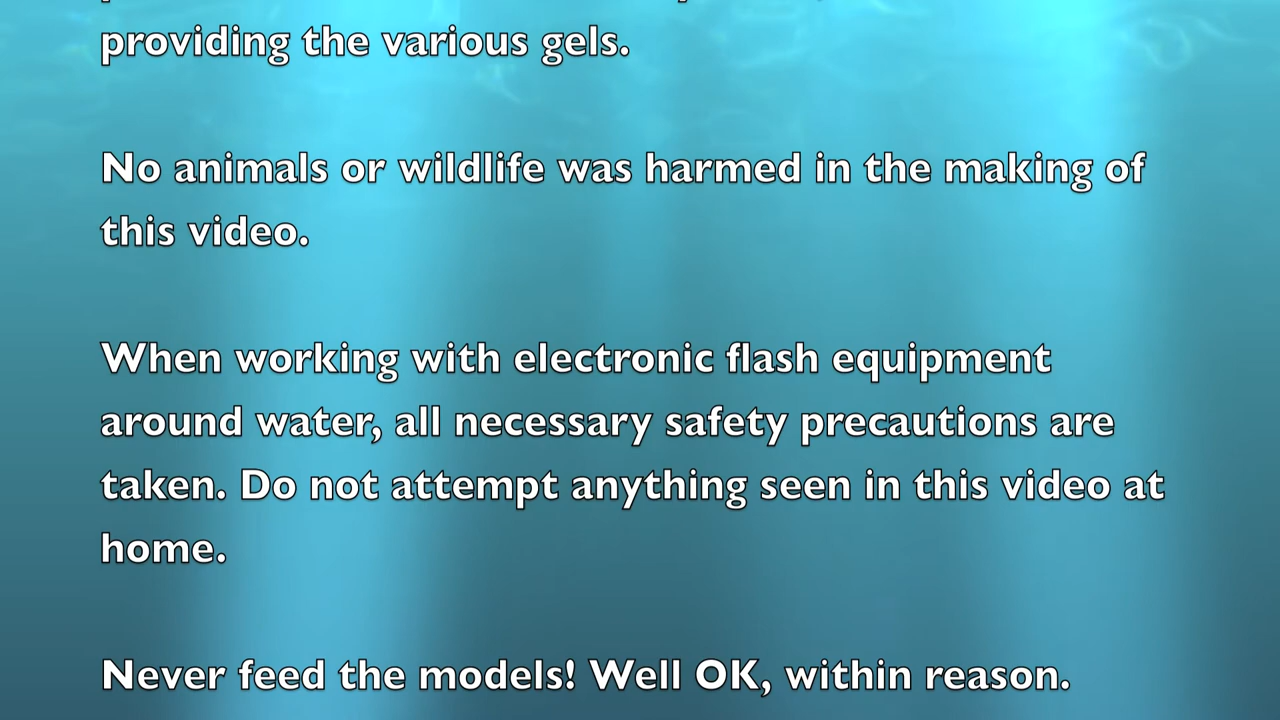 providing the various gels.
No animals or wildlife was harmed in the making of
this video.
When working with electronic flash equipment
around water, all necessary safety precautions are
taken. Do not attempt anything seen in this video at
home.
Never feed the models! Well OK, within reason.